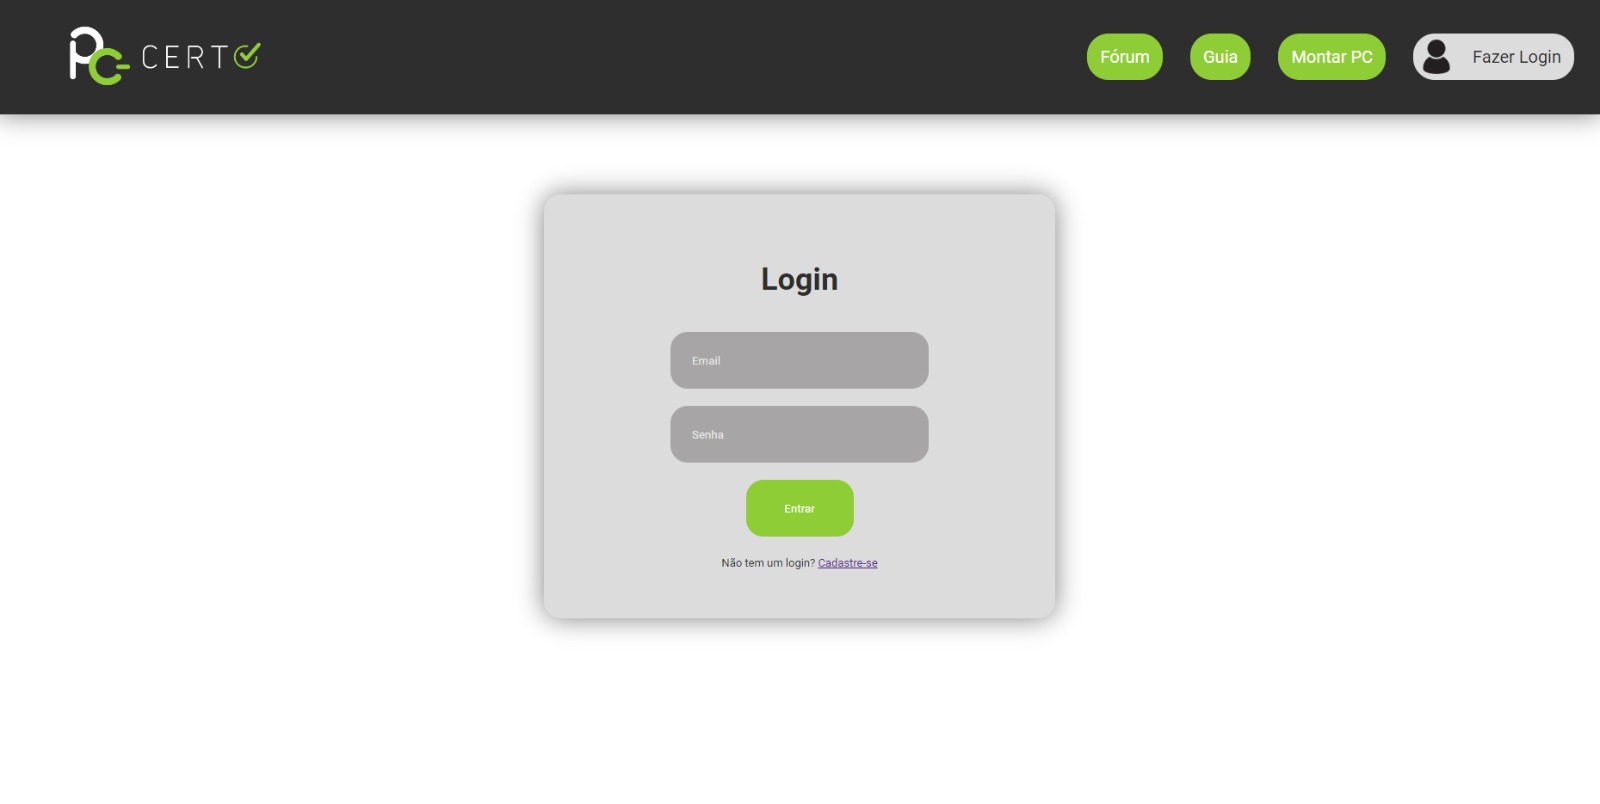 PC CERTO
Fórum
Guia
Montar PC
Fazer Login
Login
Email
Senha
Entrar
Não tem um login? Cadastre-se